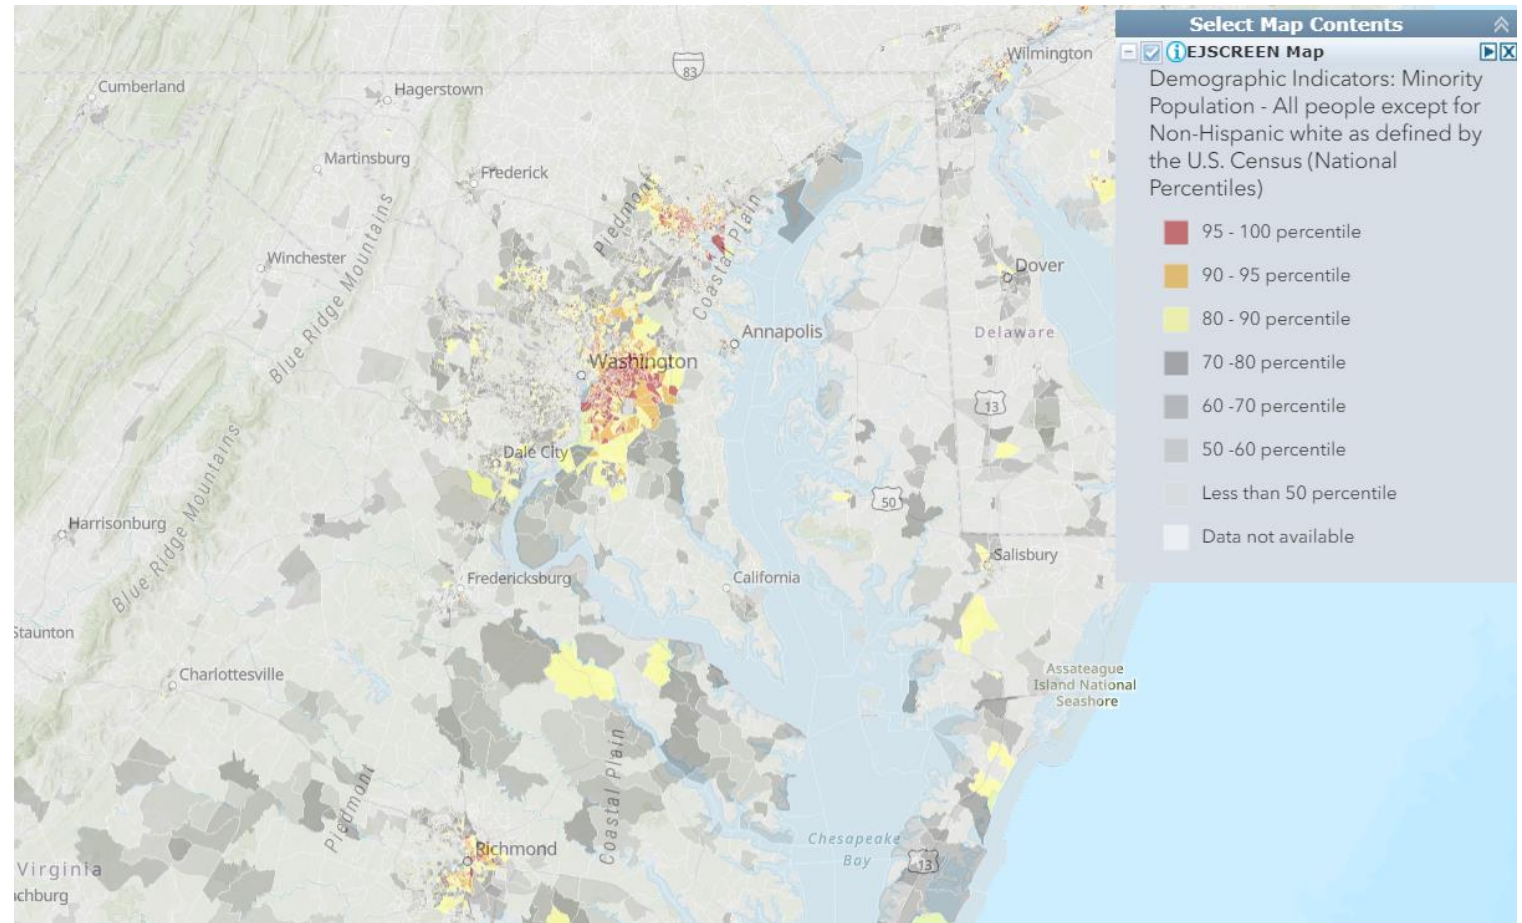 Select Map Contents
EJSCREEN Map
Demographic Indicators: Minority
Population - All people except for
Non-Hispanic white as defined by
the U.S. Census (National
Percentiles)
95 - 100 percentile
90 - 95 percentile
80 - 90 percentile
70 -80 percentile
60 -70 percentile
50 -60 percentile
Less than 50 percentile
Data not available
Wilmington
83
Cumberland
Hagerstown
Martinsburg
Frederick
Piedmont
Coastal Plain
Winchester
Blue Ridge Mountains
Dover
Annapolis
Delaware
Washington
13
Dale City
50
Blue Ridge Mountains
Harrisonburg
Salisbury
Fredericksburg
California
Staunton
Charlottesville
Assateague
Island National
Seashore
Piedmont
Coastal Plain
Richmond
Chesapeake
Bay
13
Virginia
chburg